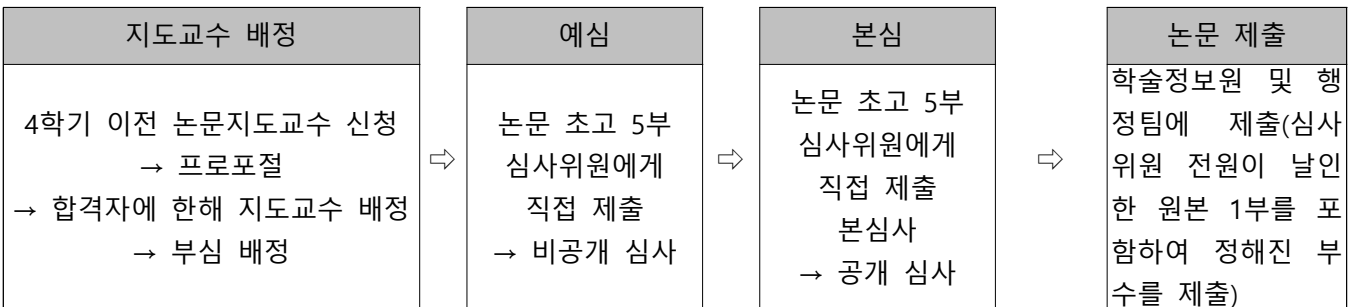 지도교수 배정
4학기 이전 논문지도교수 신청
→ 프로포절
→ 합격자에 한해 지도교수 배정
→ 부심 배정
⇨
예심
논문 초고 5부
심사위원에게
직접 제출
→ 비공개 심사
⇨
본심
논문 초고 5부
심사위원에게
직접 제출
본심사
→ 공개 심사
⇨
논문 제출
학술정보원 및 행
정팀에 제출(심사
위원 전원이 날인
한 원본 1부를 포
함하여 정해진 부
수를 제출)